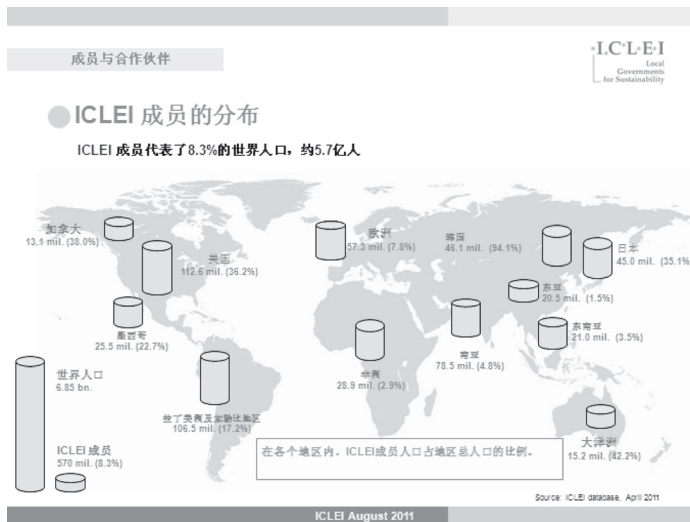 成员与合作伙伴
·I.C·L·E·I
Local
Governments
for Sustainability
ICLEI 成员的分布
ICLEI 成员代表了8.3%的世界人口，约5.7亿人
加拿大
13.1 mil. (38.0%)
美国
112.6 mil. (36.2%)
欧洲
57.3 mil. (7.8%)
韩国
46.1 mil. (94.1%)
日本
45.0 mil. (35.1%
东亚
20.5 mil. (1.5%)
墨西哥
25.5 mil. (22.7%)
东南亚
21.0 mil. (3.5%)
南亚
78.5 mil. (4.8%)
非洲
28.9 mil. (2.9%)
世界人口
6.85 bn.
拉丁美洲及加勒比地区
106.5 mil. (17.2%)
大洋洲
15.2 mil. (42.2%)
ICLEI 成员
570 mil. (8.3%)
在各个地区内，ICLEI成员人口占地区总人口的比例。
Source: ICLEI database, April 2011
ICLEI August 2011